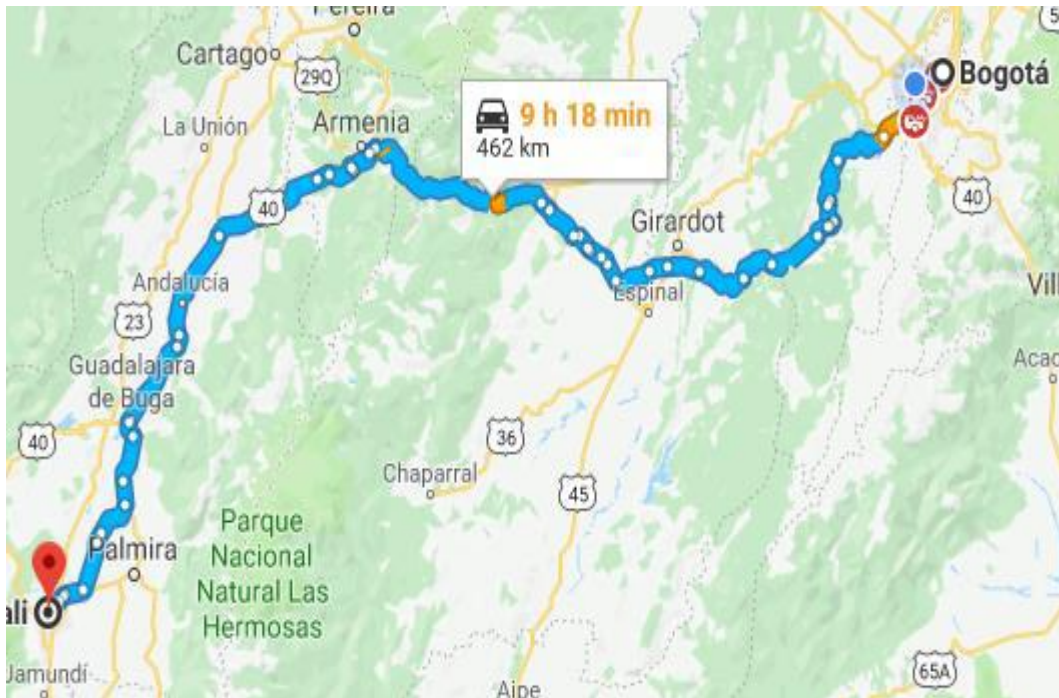 Pereira
5
Cartago
29Q
Bogotá
La Unión
Armenia
9 h 18 min
462 km
40
40
Girardot
Andalucía
Espinal
Vill
23
Guadalajara
de Buga
Acac
40
36
Chaparral
45
Parque
Nacional
Natural Las
Hermosas
Palmira
ali
Jamundí
65A
Aipe